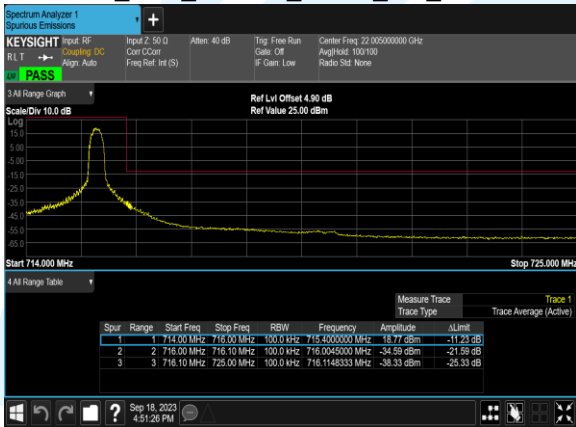 Spectrum Analyzer 1
Spurious Emissions
+
KEYSIGHT Input: RF Input Z: 50 Ω Atten: 40 dB Trig: Free Run Center Freq: 22.005000000 GHz
R L T Coupling: DC Corr CCorr Gate: Off Avg|Hold: 100/100
Align: Auto Freq Ref: Int (S) IF Gain: Low Radio Std: None
PASS
3 All Range Graph
Ref Lvl Offset 4.90 dB
Scale/Div 10.0 dB Ref Value 25.00 dBm
Log
15.0
5.00
-5.00
-15.0
-25.0
-35.0
-45.0
-55.0
-65.0
Start 714.000 MHz Stop 725.000 MHz
4 All Range Table
Measure Trace Trace 1
Trace Type Trace Average (Active)
Spur Range Start Freq Stop Freq RBW Frequency Amplitude ΔLimit
1 1 714.00 MHz 716.00 MHz 100.0 kHz 715.4000000 MHz 18.77 dBm -11.23 dB
2 2 716.00 MHz 716.10 MHz 100.0 kHz 716.0045000 MHz -34.59 dBm -21.59 dB
3 3 716.10 MHz 725.00 MHz 100.0 kHz 716.1148333 MHz -38.33 dBm -25.33 dB
? Sep 18, 2023
4:51:26 PM